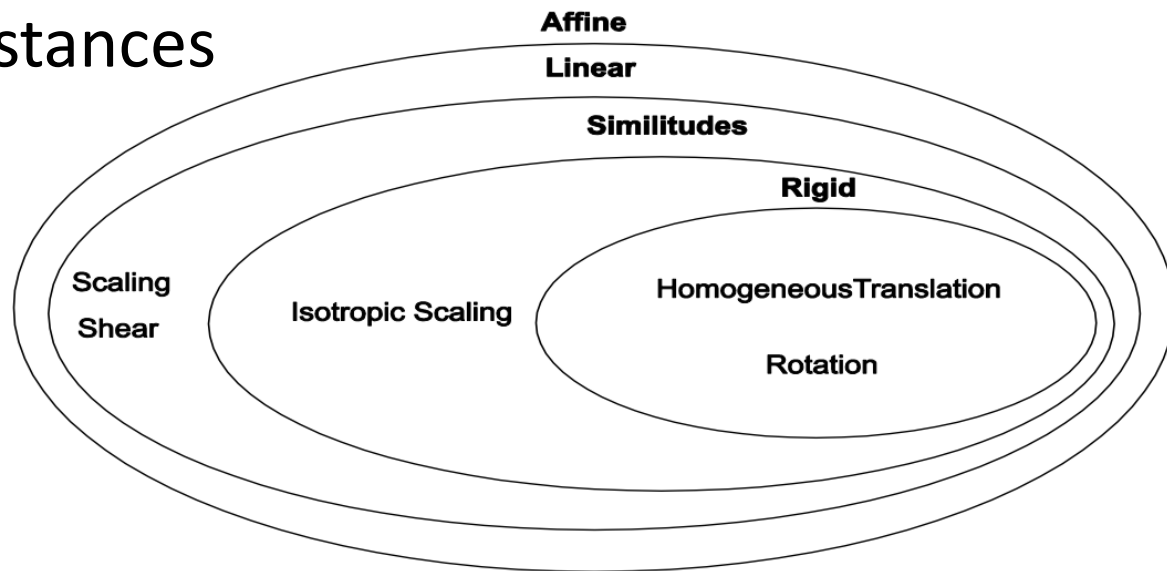 stances
Affine
Linear
Similitudes
Rigid
Scaling
Shear
Isotropic Scaling
HomogeneousTranslation
Rotation